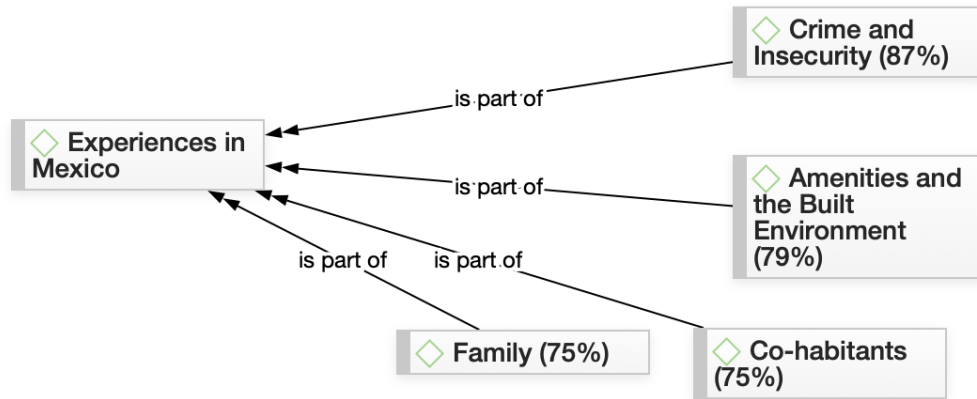 Crime and
Insecurity (87%)
is part of
Experiences in
Mexico
is part of
Amenities and
the Built
Environment
(79%)
is part of
is part of
Family (75%)
Co-habitants
(75%)